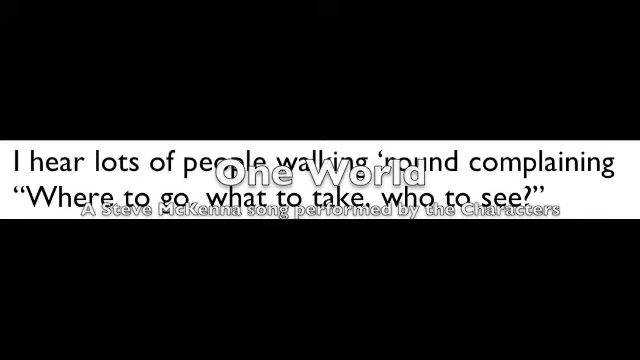 I hear lots of people walking ‘round complaining
One World
“Where to go, what to take, who to see?”
A Steve McKenna song performed by the Characters